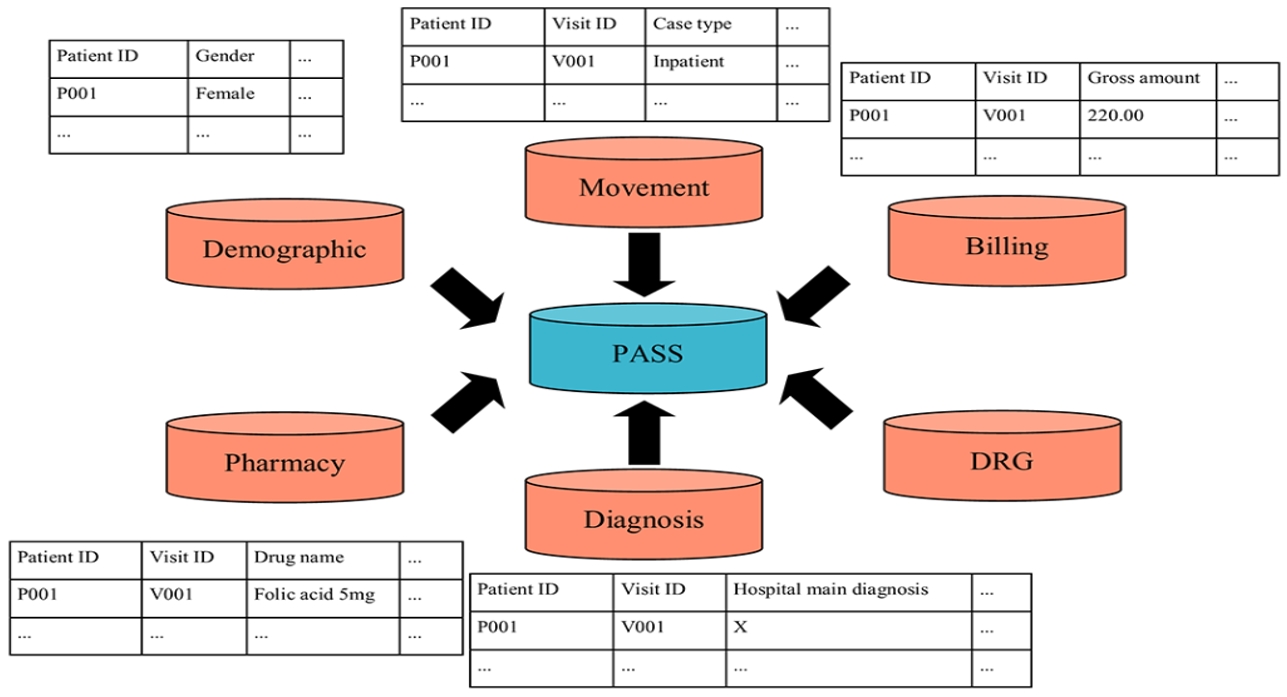 Patient ID Gender ...
P001 Female ...
... ... ...
Patient ID Visit ID Case type ...
P001 V001 Inpatient ...
... ... ... ...
Patient ID Visit ID Gross amount ...
P001 V001 220.00 ...
... ... ... ...
Demographic
Movement
Billing
PASS
Pharmacy
Diagnosis
DRG
Patient ID Visit ID Drug name ...
P001 V001 Folic acid 5mg ...
... ... ... ...
Patient ID Visit ID Hospital main diagnosis ...
P001 V001 X ...
... ... ... ...